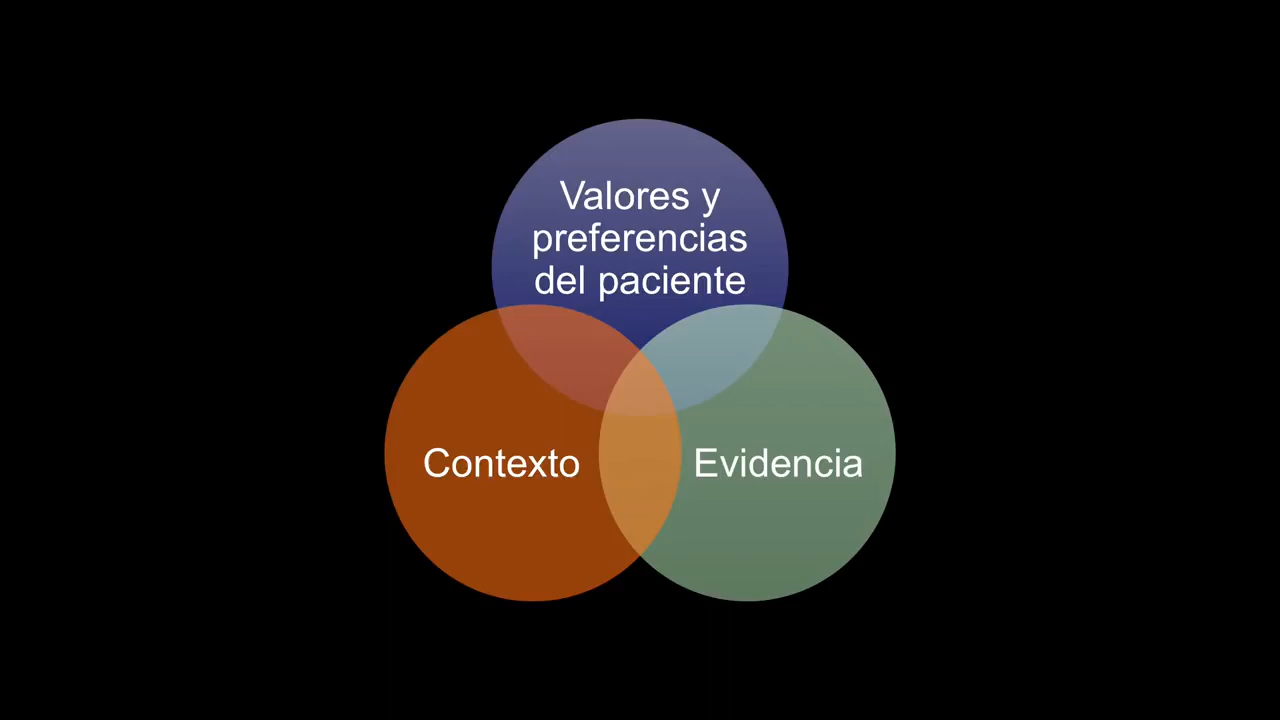 Valores y
preferencias
del paciente
Contexto
Evidencia